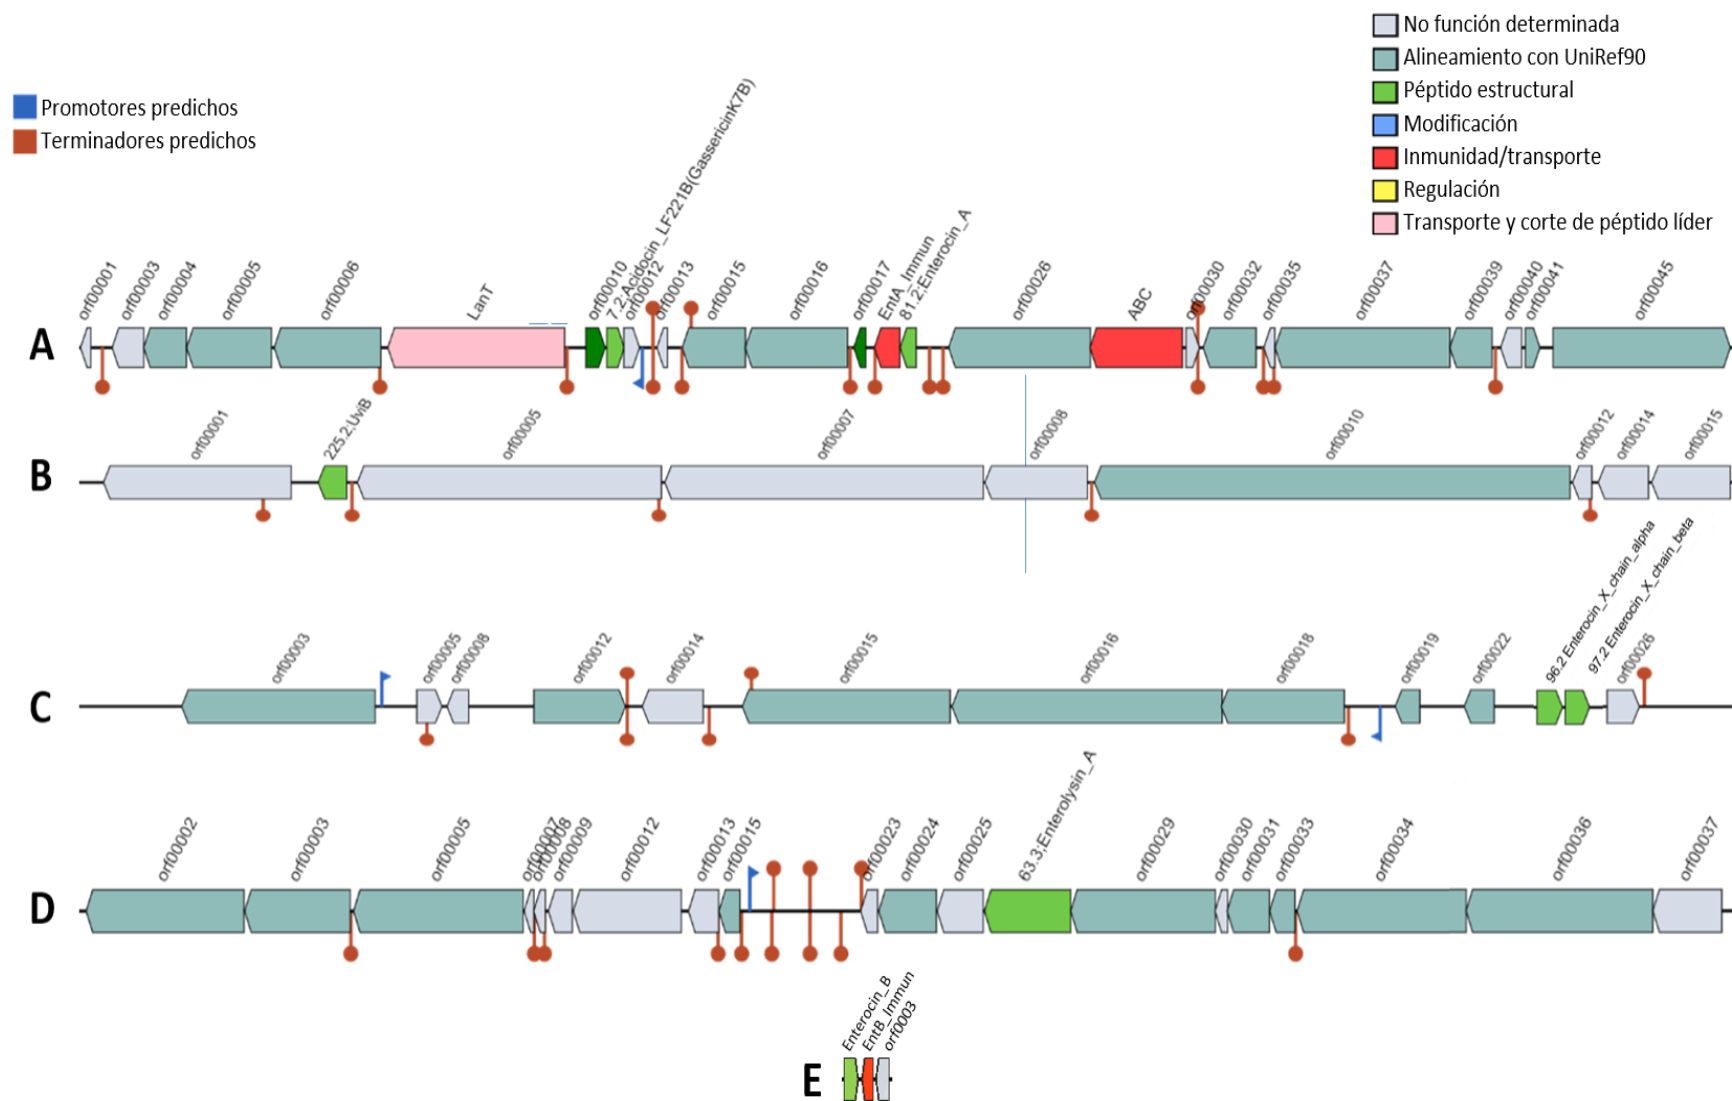 No función determinada
Alineamiento con UniRef90
Péptido estructural
Modificación
Inmunidad/transporte
Regulación
Transporte y corte de péptido líder
Promotores predichos
Terminadores predichos
A
orf00001
orf00003
orf00004
orf00005
orf00006
LanT
orf00010
7.2;Acidocin_LF221B(GassericinK7B)
orf00012
orf00013
orf00015
orf00016
orf00017
EntA_Immun
81.2;Enterocin_A
orf00026
ABC
orf00030
orf00032
orf00035
orf00037
orf00039
orf00040
orf00041
orf00045
B
orf00001
225.2;UviB
orf00005
orf00007
orf00008
orf00010
orf00012
orf00014
orf00015
C
orf00003
orf00005
orf00008
orf00012
orf00014
orf00015
orf00016
orf00018
orf00019
orf00022
96.2 Enterocin_X_chain_alpha
97.2 Enterocin_X_chain_beta
orf00026
D
orf00002
orf00003
orf00005
orf00007
orf00008
orf00009
orf00012
orf00013
orf00015
orf00023
orf00024
orf00025
63.3;Enterolysin_A
orf00029
orf00030
orf00031
orf00033
orf00034
orf00036
orf00037
E
Enterocin_B
EntB_Immun
orf0003